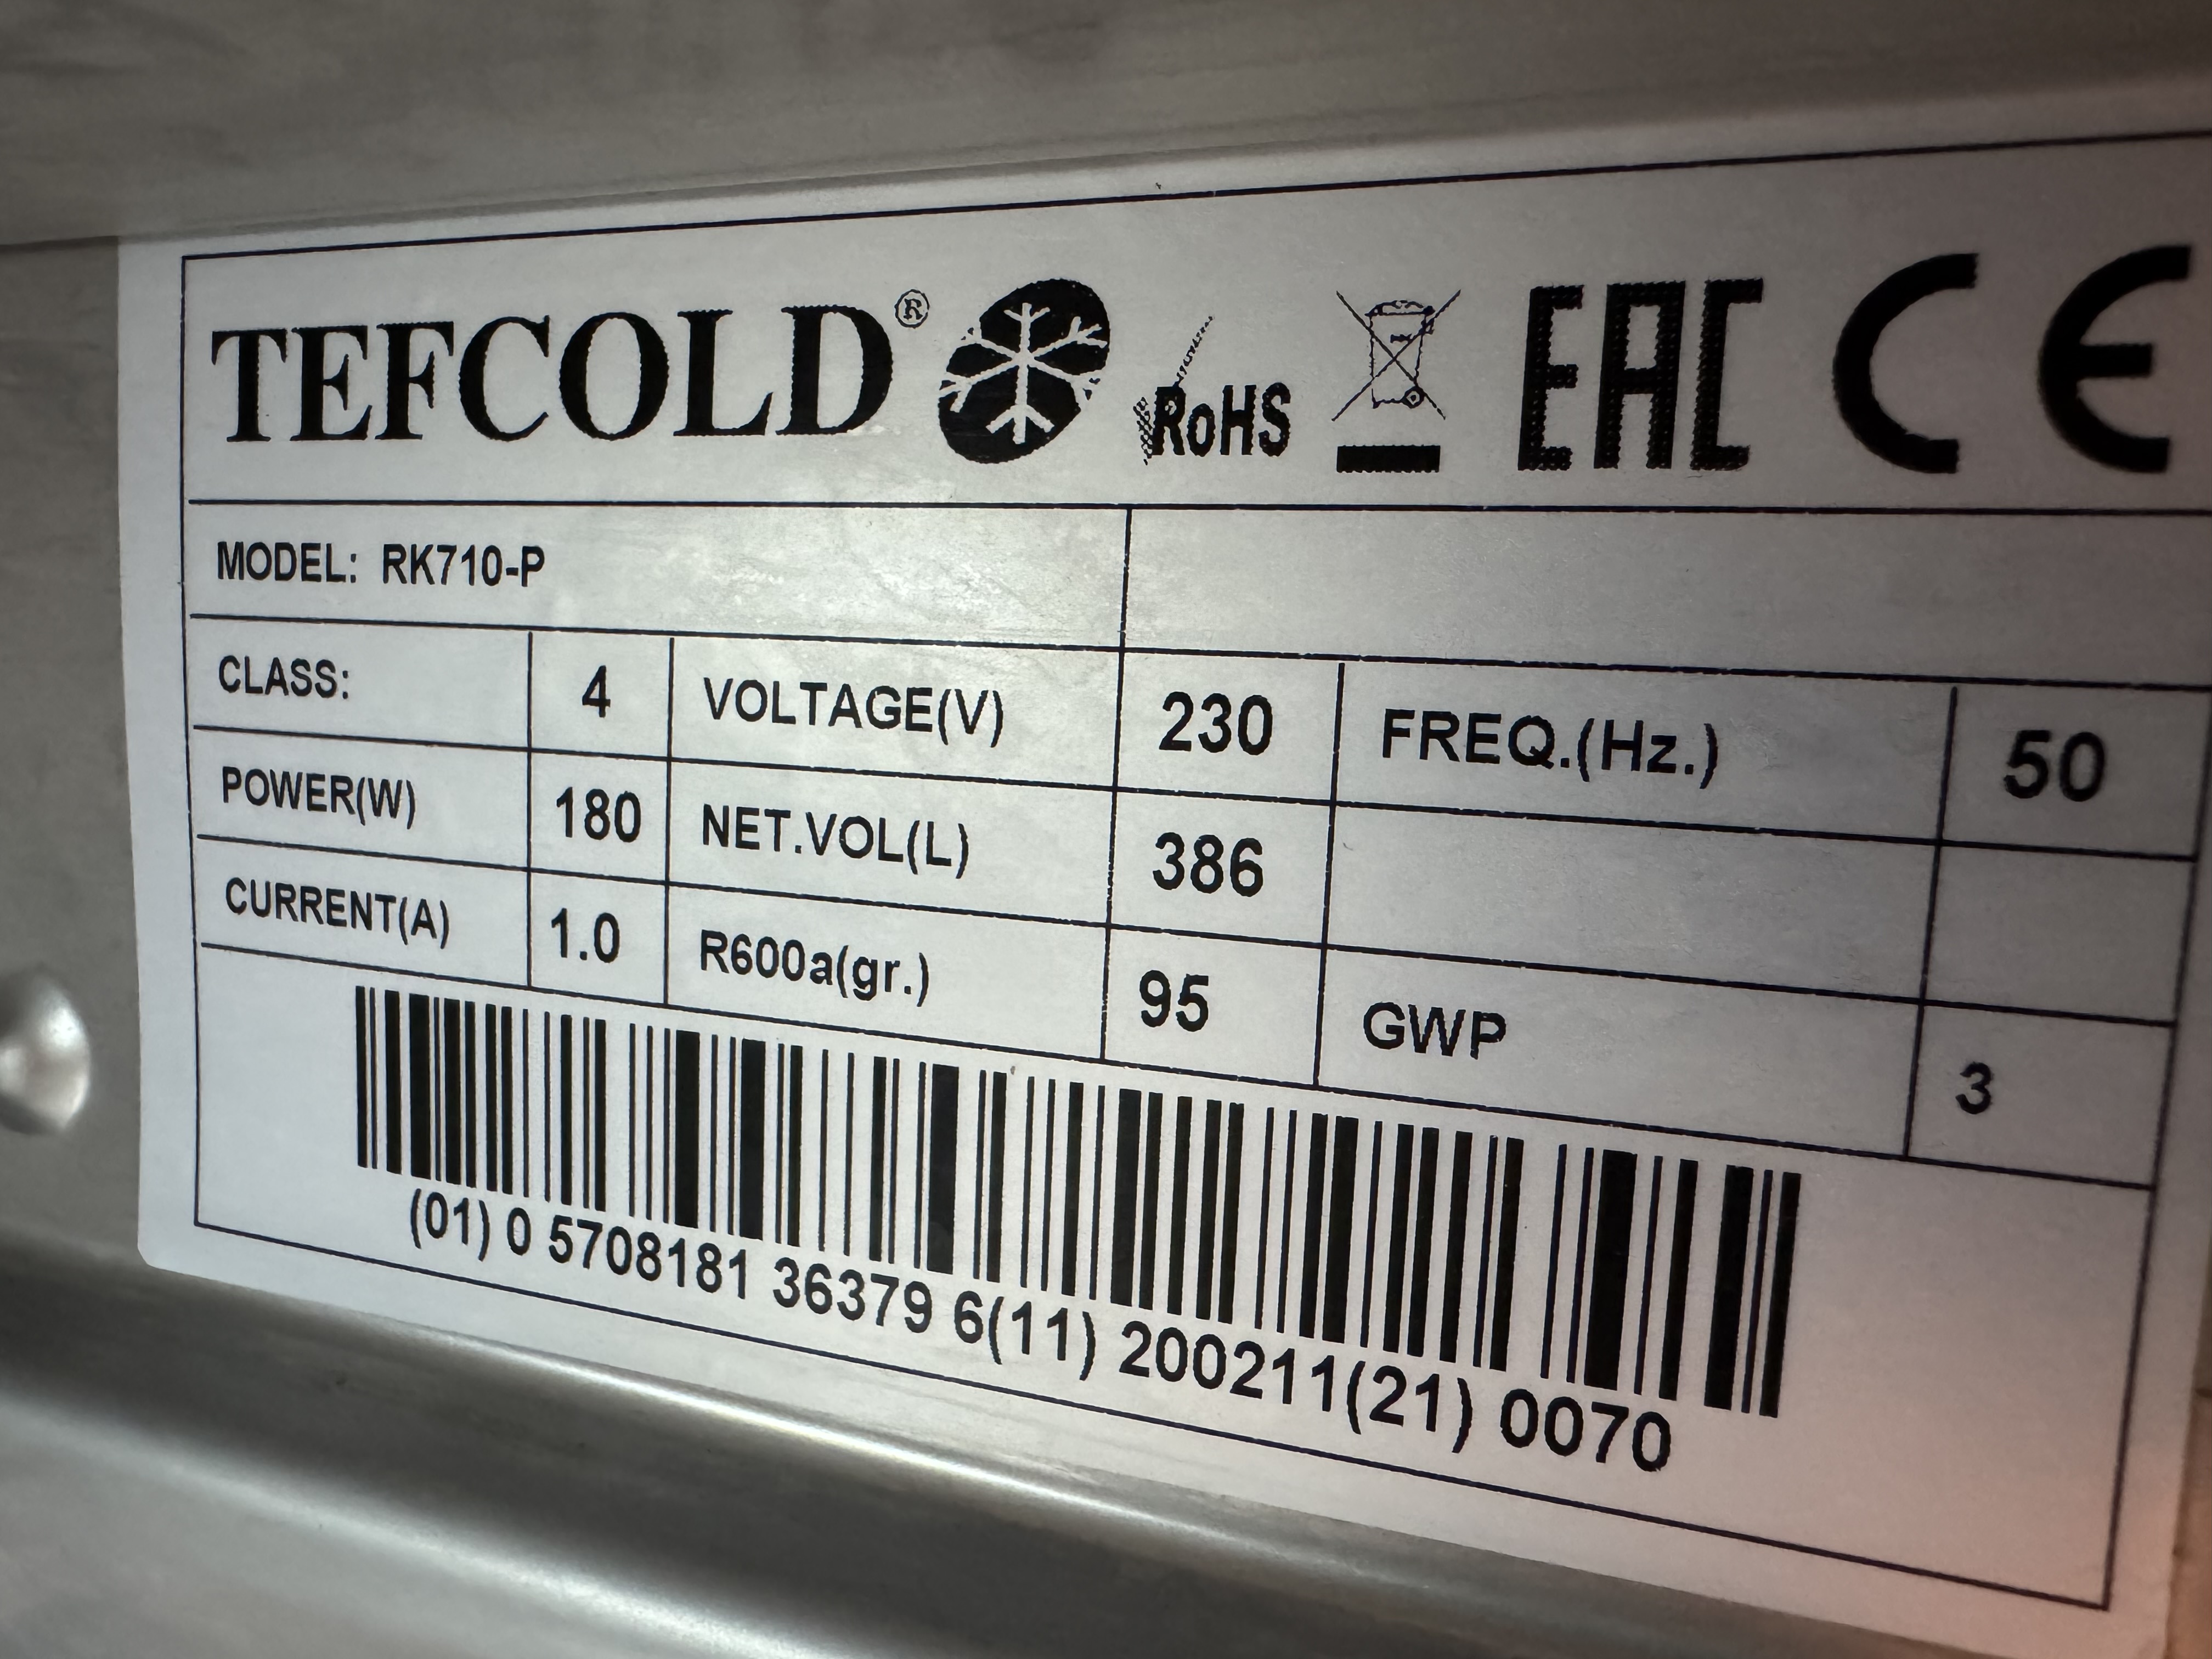 TEFCOLD® RoHS EAC CE
MODEL: RK710-P
CLASS: 4 VOLTAGE(V) 230 FREQ.(Hz.) 50
POWER(W) 180 NET.VOL(L) 386
CURRENT(A) 1.0 R600a(gr.) 95 GWP 3
(01) 0 5708181 36379 6(11) 200211(21) 0070